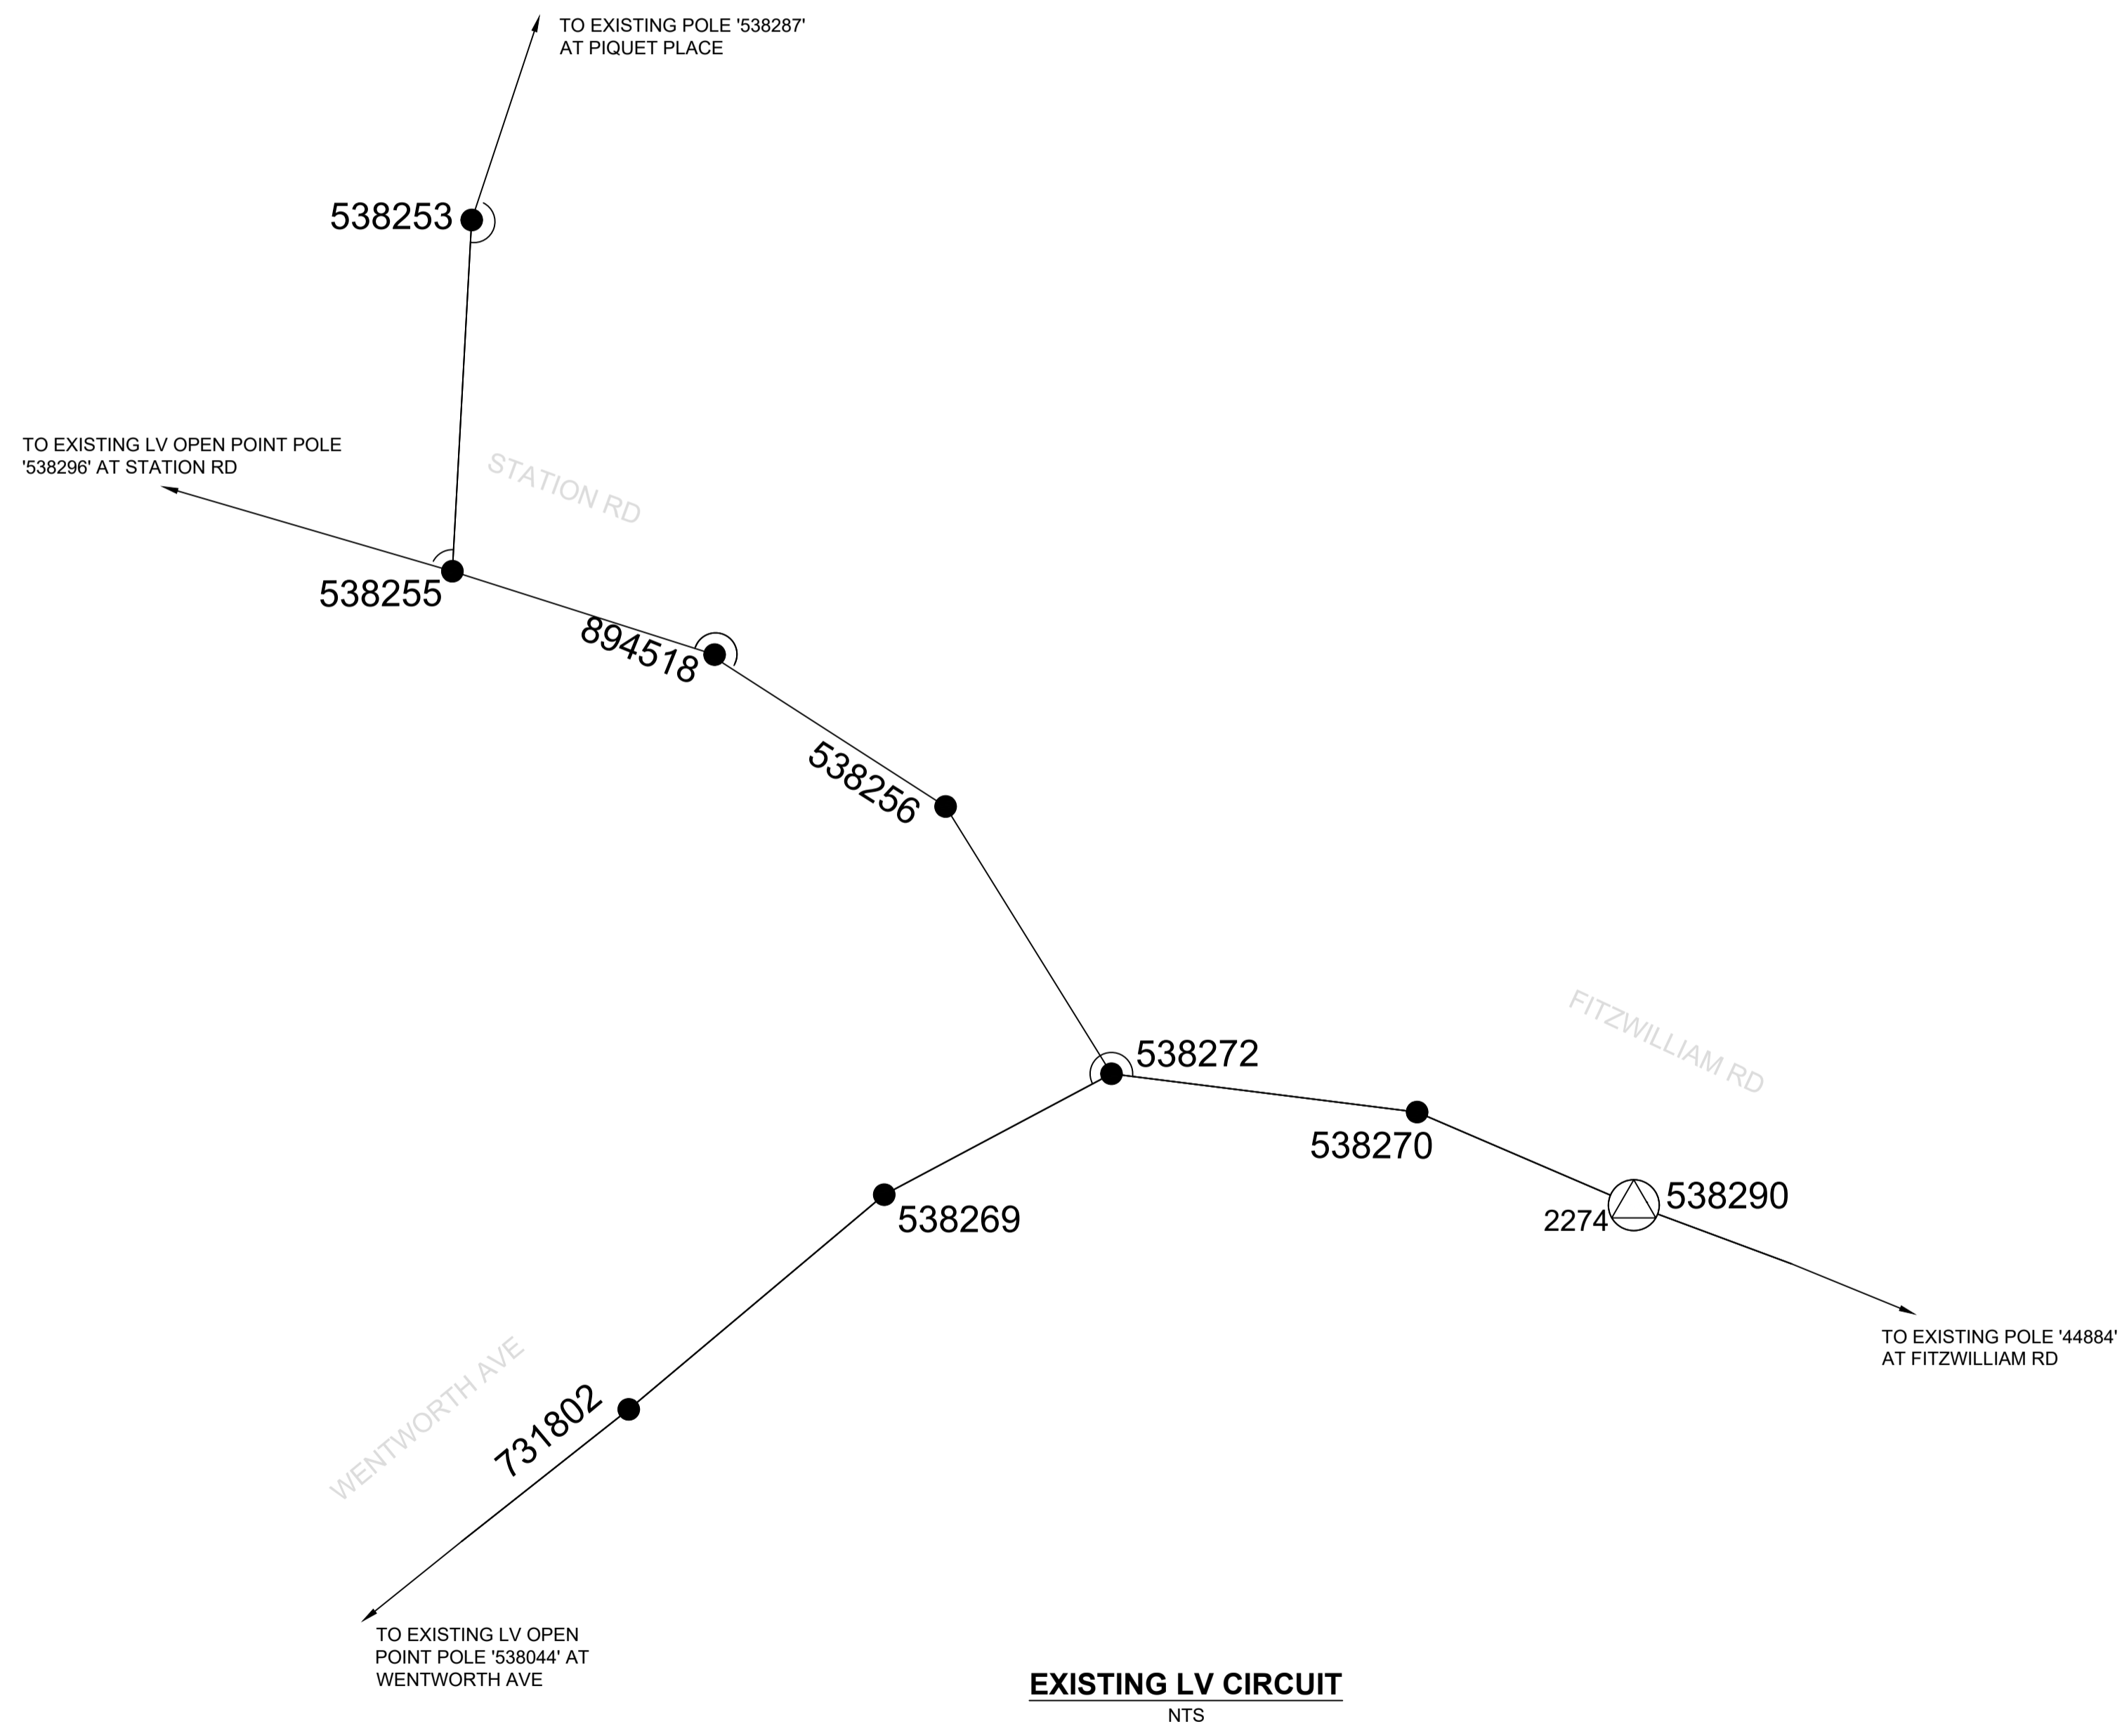 TO EXISTING POLE '538287'
AT PIQUET PLACE
538253
TO EXISTING LV OPEN POINT POLE
'538296' AT STATION RD
STATION RD
538255
894518
538256
538272
FITZWILLIAM RD
538270
538290
2274
538269
TO EXISTING POLE '44884'
AT FITZWILLIAM RD
WENTWORTH AVE
731802
TO EXISTING LV OPEN
POINT POLE '538044' AT
WENTWORTH AVE
EXISTING LV CIRCUIT
NTS